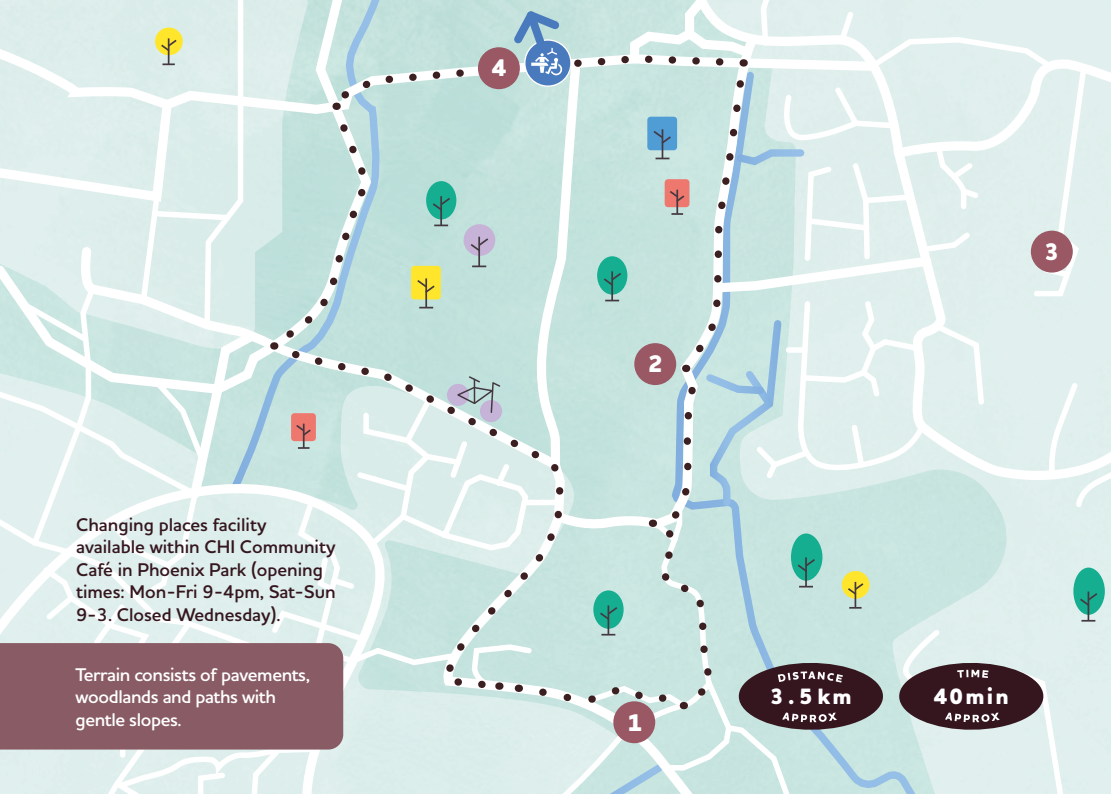 4
3
2
Changing places facility
available within CHI Community
Café in Phoenix Park (opening
times: Mon-Fri 9-4pm, Sat-Sun
9-3. Closed Wednesday).
Terrain consists of pavements,
woodlands and paths with
gentle slopes.
1
DISTANCE
3.5km
APPROX
TIME
40min
APPROX